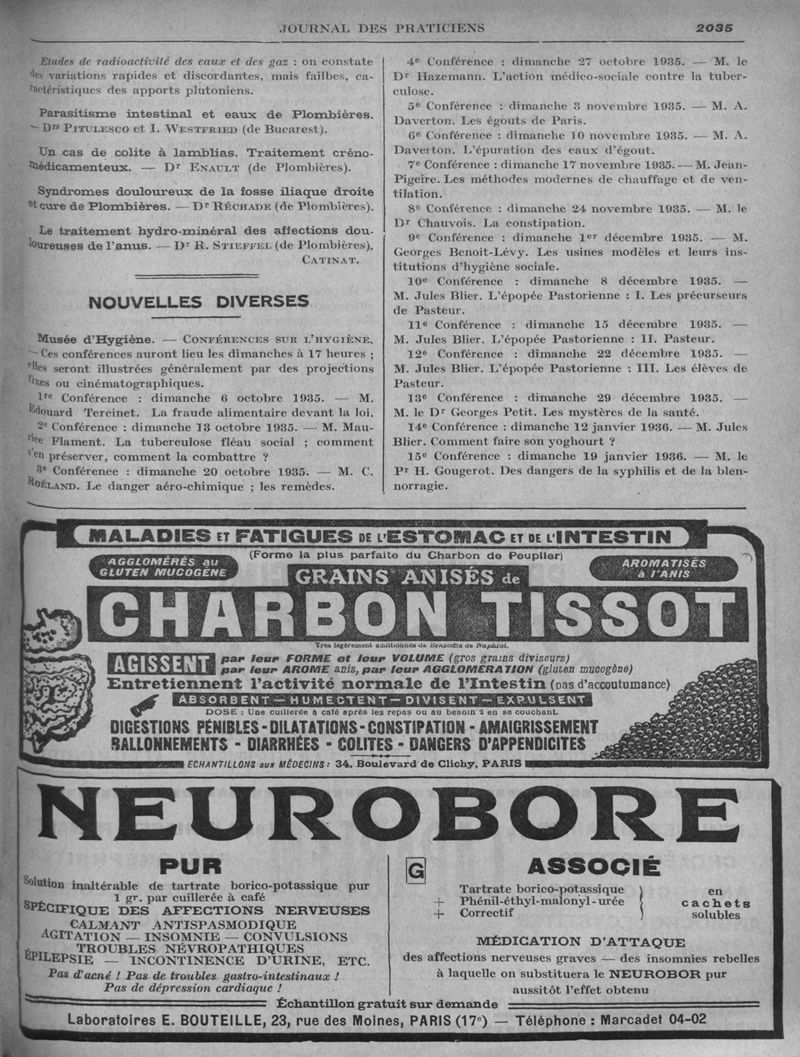 JOURNAL DES PRATICIENS
2035
Etudes de radioactivité des eaux et des gaz : on constate
des variations rapides et discordantes, mais failbes, ca-
ractéristiques des apports plutoniens.
Parasitisme intestinal et eaux de Plombières.
— Drs PITULESCO et I. WESTFRIED (de Bucarest).
Un cas de colite à lamblias. Traitement créno-
médicamenteux. — Dr ENAULT (de Plombières).
Syndromes douloureux de la fosse iliaque droite
et cure de Plombières. — Dr RÉCHADE (de Plombières).
Le traitement hydro-minéral des affections dou-
loureuses de l'anus. — Dr R. STIEFFEL (de Plombières).
CATINAT.
NOUVELLES DIVERSES
Musée d'Hygiène. — CONFÉRENCES SUR L'HYGIÈNE.
— Ces conférences auront lieu les dimanches à 17 heures ;
elles seront illustrées généralement par des projections
fixes ou cinématographiques.
1re Conférence : dimanche 6 octobre 1935. — M.
Edouard Tercinet. La fraude alimentaire devant la loi.
2e Conférence : dimanche 13 octobre 1935. — M. Mau-
rice Flament. La tuberculose fléau social ; comment
s'en préserver, comment la combattre ?
3e Conférence : dimanche 20 octobre 1935. — M. C.
ROÉLAND. Le danger aéro-chimique ; les remèdes.
4e Conférence : dimanche 27 octobre 1935. — M. le
Dr Hazemann. L'action médico-sociale contre la tuber-
culose.
5e Conférence : dimanche 3 novembre 1935. — M. A.
Daverton. Les égouts de Paris.
6e Conférence : dimanche 10 novembre 1935. — M. A.
Daverton. L'épuration des eaux d'égout.
7e Conférence : dimanche 17 novembre 1935. — M. Jean-
Pigeire. Les méthodes modernes de chauffage et de ven-
tilation.
8e Conférence : dimanche 24 novembre 1935. — M. le
Dr Chauvois. La constipation.
9e Conférence : dimanche 1er décembre 1935. — M.
Georges Benoit-Lévy. Les usines modèles et leurs ins-
titutions d'hygiène sociale.
10e Conférence : dimanche 8 décembre 1935. —
M. Jules Blier. L'épopée Pastorienne : I. Les précurseurs
de Pasteur.
11e Conférence : dimanche 15 décembre 1935. —
M. Jules Blier. L'épopée Pastorienne : II. Pasteur.
12e Conférence : dimanche 22 décembre 1935. —
M. Jules Blier. L'épopée Pastorienne : III. Les élèves de
Pasteur.
13e Conférence : dimanche 29 décembre 1935. —
M. le Dr Georges Petit. Les mystères de la santé.
14e Conférence : dimanche 12 janvier 1936. — M. Jules
Blier. Comment faire son yoghourt ?
15e Conférence : dimanche 19 janvier 1936. — M. le
Pr H. Gougerot. Des dangers de la syphilis et de la blen-
norragie.
MALADIES ET FATIGUES DE L'ESTOMAC ET DE L'INTESTIN
(Forme la plus parfaite du Charbon de Peuplier)
AGGLOMÉRÉS au
GLUTEN MUCOGÈNE
AROMATISÉS
à l'ANIS
GRAINS ANISÉS de
CHARBON TISSOT
Très légèrement additionnés de Benzoate de Naphtol.
AGISSENT
par leur FORME et leur VOLUME (gros grains diviseurs)
par leur AROME anis, par leur AGGLOMÉRATION (gluten mucogène)
Entretiennent l'activité normale de l'Intestin (pas d'accoutumance)
ABSORBENT — HUMECTENT — DIVISENT — EXPULSENT
DOSE : Une cuillerée à café après les repas ou au besoin 2 en se couchant.
DIGESTIONS PÉNIBLES - DILATATIONS - CONSTIPATION - AMAIGRISSEMENT
BALLONNEMENTS - DIARRHÉES - COLITES - DANGERS D'APPENDICITES
ECHANTILLONS aux MÉDECINS : 34, Boulevard de Clichy, PARIS
NEUROBORE
PUR
Solution inaltérable de tartrate borico-potassique pur
1 gr. par cuillerée à café
SPÉCIFIQUE DES AFFECTIONS NERVEUSES
CALMANT ANTISPASMODIQUE
AGITATION — INSOMNIE — CONVULSIONS
TROUBLES NÉVROPATHIQUES
ÉPILEPSIE — INCONTINENCE D'URINE, ETC.
Pas d'acné ! Pas de troubles gastro-intestinaux !
Pas de dépression cardiaque !
G
ASSOCIÉ
Tartrate borico-potassique
+ Phénil-éthyl-malonyl-urée
+ Correctif
en
cachets
solubles
MÉDICATION D'ATTAQUE
des affections nerveuses graves — des insomnies rebelles
à laquelle on substituera le NEUROBOR pur
aussitôt l'effet obtenu
Échantillon gratuit sur demande
Laboratoires E. BOUTEILLE, 23, rue des Moines, PARIS (17e) — Téléphone : Marcadet 04-02